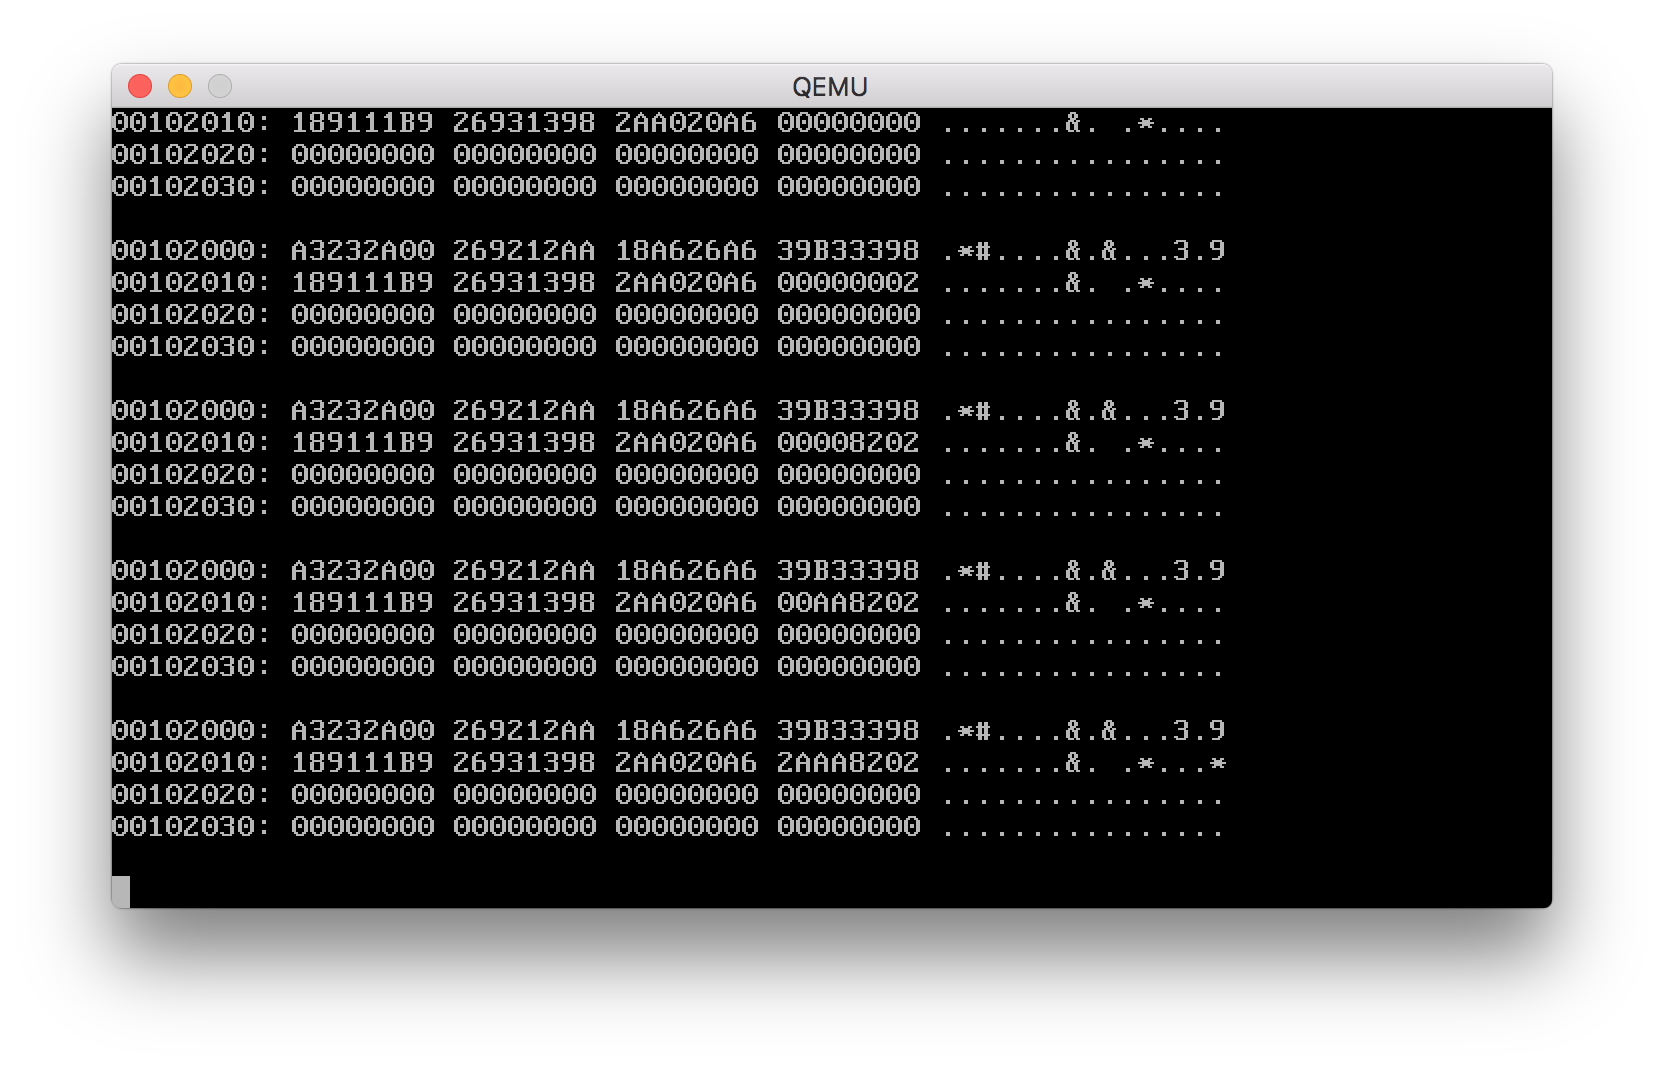 QEMU
00102010: 189111B9 26931398 2AA020A6 00000000 .......&. .*....
00102020: 00000000 00000000 00000000 00000000 ................
00102030: 00000000 00000000 00000000 00000000 ................
00102000: A3232A00 269212AA 18A626A6 39B33398 .*#....&.&...3.9
00102010: 189111B9 26931398 2AA020A6 00000002 .......&. .*....
00102020: 00000000 00000000 00000000 00000000 ................
00102030: 00000000 00000000 00000000 00000000 ................
00102000: A3232A00 269212AA 18A626A6 39B33398 .*#....&.&...3.9
00102010: 189111B9 26931398 2AA020A6 00008202 .......&. .*....
00102020: 00000000 00000000 00000000 00000000 ................
00102030: 00000000 00000000 00000000 00000000 ................
00102000: A3232A00 269212AA 18A626A6 39B33398 .*#....&.&...3.9
00102010: 189111B9 26931398 2AA020A6 00AA8202 .......&. .*....
00102020: 00000000 00000000 00000000 00000000 ................
00102030: 00000000 00000000 00000000 00000000 ................
00102000: A3232A00 269212AA 18A626A6 39B33398 .*#....&.&...3.9
00102010: 189111B9 26931398 2AA020A6 2AAA8202 .......&. .*...*
00102020: 00000000 00000000 00000000 00000000 ................
00102030: 00000000 00000000 00000000 00000000 ................